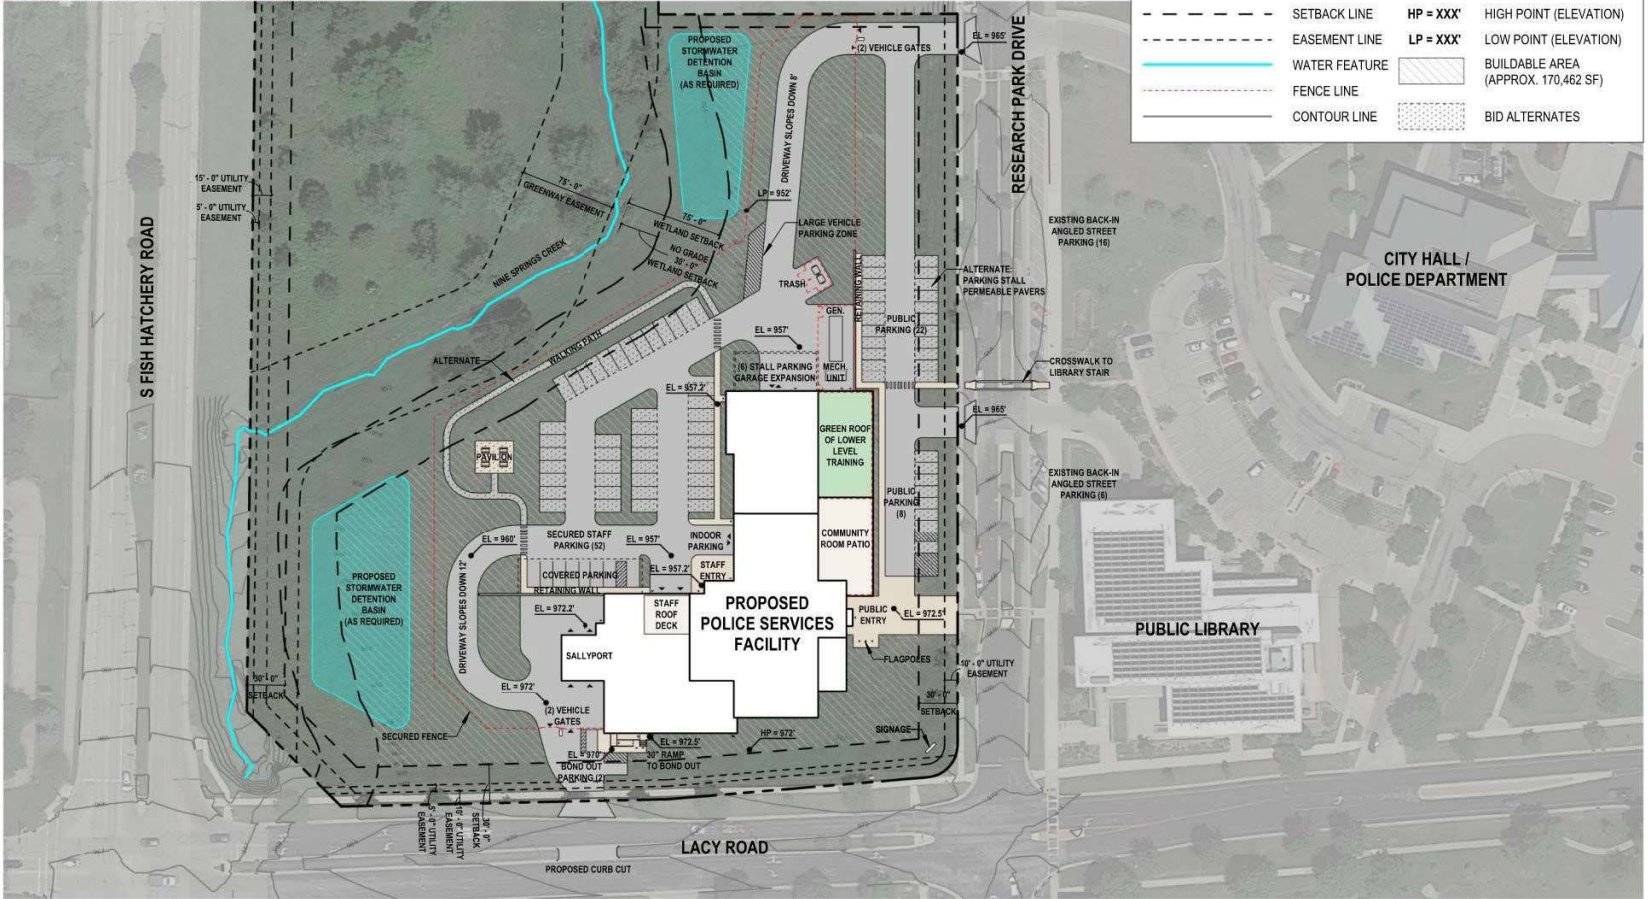 SETBACK LINE
HP = XXX'
HIGH POINT (ELEVATION)
EASEMENT LINE
LP = XXX'
LOW POINT (ELEVATION)
WATER FEATURE
BUILDABLE AREA
(APPROX. 170,462 SF)
FENCE LINE
CONTOUR LINE
BID ALTERNATES
PROPOSED
STORMWATER
DETENTION
BASIN
(AS REQUIRED)
(2) VEHICLE GATES
EL = 965'
RESEARCH PARK DRIVE
DRIVEWAY SLOPES DOWN 8'
15' - 0" UTILITY
EASEMENT
5' - 0" UTILITY
EASEMENT
75' - 0"
GREENWAY EASEMENT
LP = 952'
75' - 0"
WETLAND SETBACK
NO GRADE
30' - 0"
WETLAND SETBACK
LARGE VEHICLE
PARKING ZONE
EXISTING BACK-IN
ANGLED STREET
PARKING (16)
CITY HALL /
POLICE DEPARTMENT
S FISH HATCHERY ROAD
NINE SPRINGS CREEK
TRASH
RETAINING WALL
ALTERNATE:
PARKING STALL
PERMEABLE PAVERS
GEN.
PUBLIC
PARKING (22)
EL = 957'
WALKING PATH
ALTERNATE
(6) STALL PARKING
GARAGE EXPANSION
MECH.
UNIT
CROSSWALK TO
LIBRARY STAIR
EL = 957.2'
EL = 965'
GREEN ROOF
OF LOWER
LEVEL
TRAINING
PAVILION
EXISTING BACK-IN
ANGLED STREET
PARKING (6)
PUBLIC
PARKING
(8)
EL = 960'
SECURED STAFF
PARKING (52)
EL = 957'
INDOOR
PARKING
COMMUNITY
ROOM PATIO
DRIVEWAY SLOPES DOWN 12'
COVERED PARKING
EL = 957.2'
STAFF
ENTRY
PROPOSED
STORMWATER
DETENTION
BASIN
(AS REQUIRED)
RETAINING WALL
EL = 972.2'
STAFF
ROOF
DECK
PROPOSED
POLICE SERVICES
FACILITY
PUBLIC
ENTRY
EL = 972.5'
PUBLIC LIBRARY
SALLYPORT
FLAGPOLES
10' - 0" UTILITY
EASEMENT
30' - 0"
SETBACK
EL = 972'
30' - 0"
SETBACK
(2) VEHICLE
GATES
SECURED FENCE
SIGNAGE
HP = 972'
EL = 972.5'
EL = 970'
30" RAMP
TO BOND OUT
BOND OUT
PARKING (2)
5' - 0" UTILITY
EASEMENT
10' - 0" UTILITY
EASEMENT
30' - 0"
SETBACK
LACY ROAD
PROPOSED CURB CUT